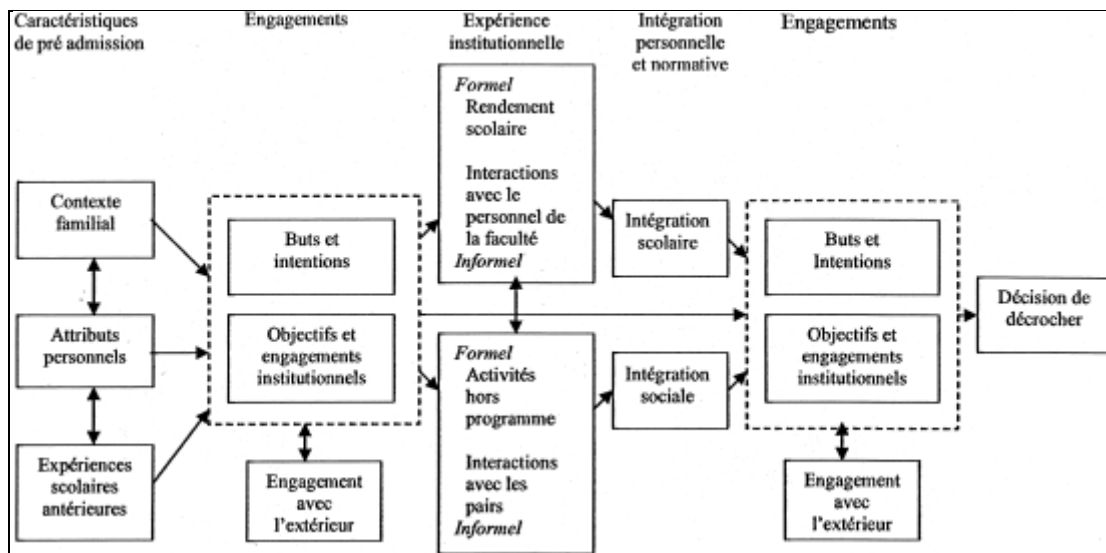 Caractéristiques
de pré admission
Engagements
Expérience
institutionnelle
Intégration
personnelle
et normative
Engagements
Contexte
familial
Attributs
personnels
Expériences
scolaires
antérieures
Buts et
intentions
Objectifs et
engagements
institutionnels
Engagement
avec
l'extérieur
Formel
Rendement
scolaire
Interactions
avec le
personnel de
la faculté
Informel
Formel
Activités
hors
programme
Interactions
avec les
pairs
Informel
Intégration
scolaire
Intégration
sociale
Buts et
Intentions
Objectifs et
engagements
institutionnels
Engagement
avec
l'extérieur
Décision de
décrocher